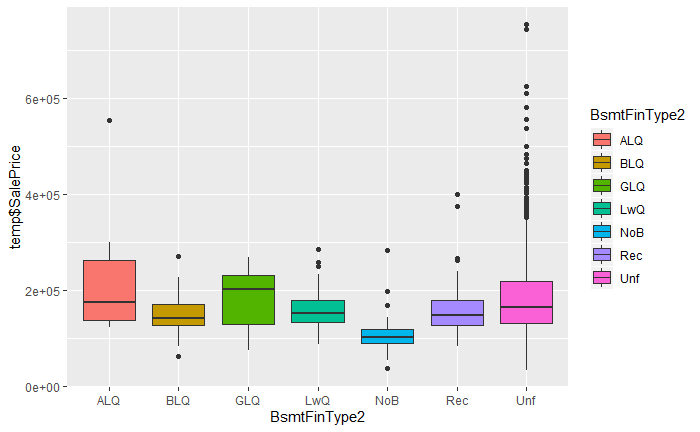 temp$SalePrice
6e+05
4e+05
2e+05
0e+00
ALQ BLQ GLQ LwQ NoB Rec Unf
BsmtFinType2
BsmtFinType2
ALQ
BLQ
GLQ
LwQ
NoB
Rec
Unf